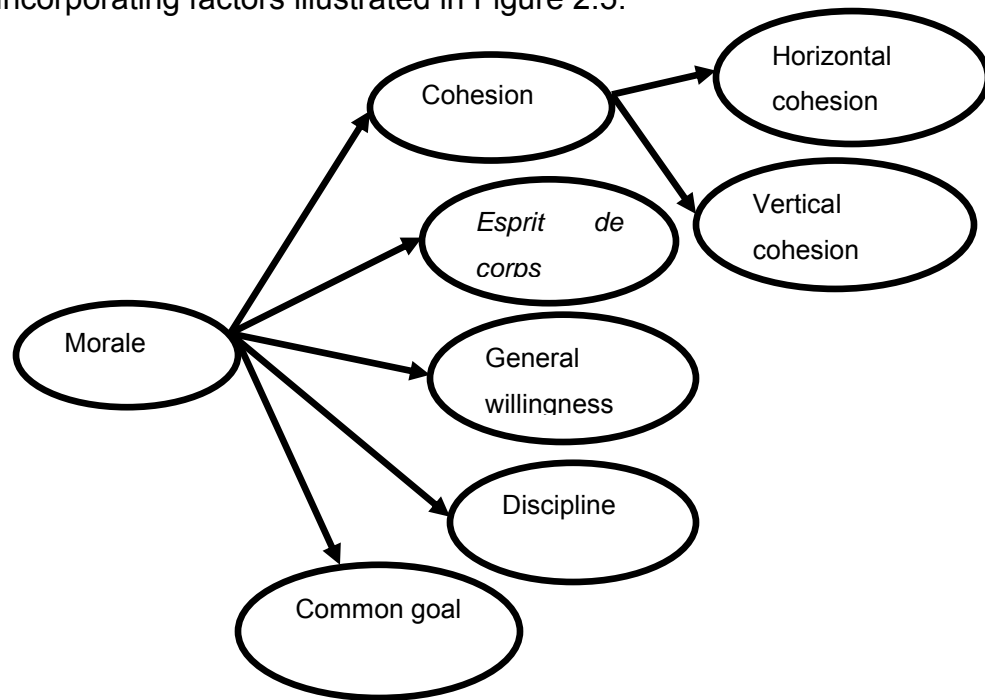 incorporating factors illustrated in Figure 2.5.
Horizontal
cohesion
Cohesion
Vertical
cohesion
Esprit de
corps
Morale
General
willingness
Discipline
Common goal